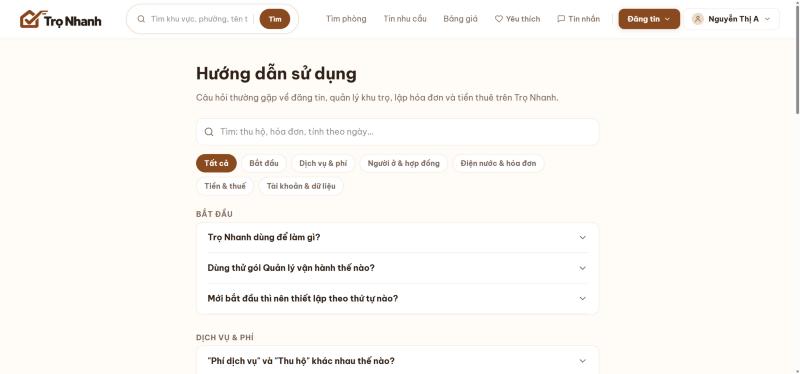 Trọ Nhanh
Tìm khu vực, phường, tên t
Tìm
Tìm phòng
Tin nhu cầu
Bảng giá
Yêu thích
Tin nhắn
Đăng tin
Nguyễn Thị A
Hướng dẫn sử dụng
Câu hỏi thường gặp về đăng tin, quản lý khu trọ, lập hóa đơn và tiền thuê trên Trọ Nhanh.
Tìm: thu hộ, hóa đơn, tính theo ngày...
Tất cả
Bắt đầu
Dịch vụ & phí
Người ở & hợp đồng
Điện nước & hóa đơn
Tiền & thuế
Tài khoản & dữ liệu
BẮT ĐẦU
Trọ Nhanh dùng để làm gì?
Dùng thử gói Quản lý vận hành thế nào?
Mới bắt đầu thì nên thiết lập theo thứ tự nào?
DỊCH VỤ & PHÍ
"Phí dịch vụ" và "Thu hộ" khác nhau thế nào?